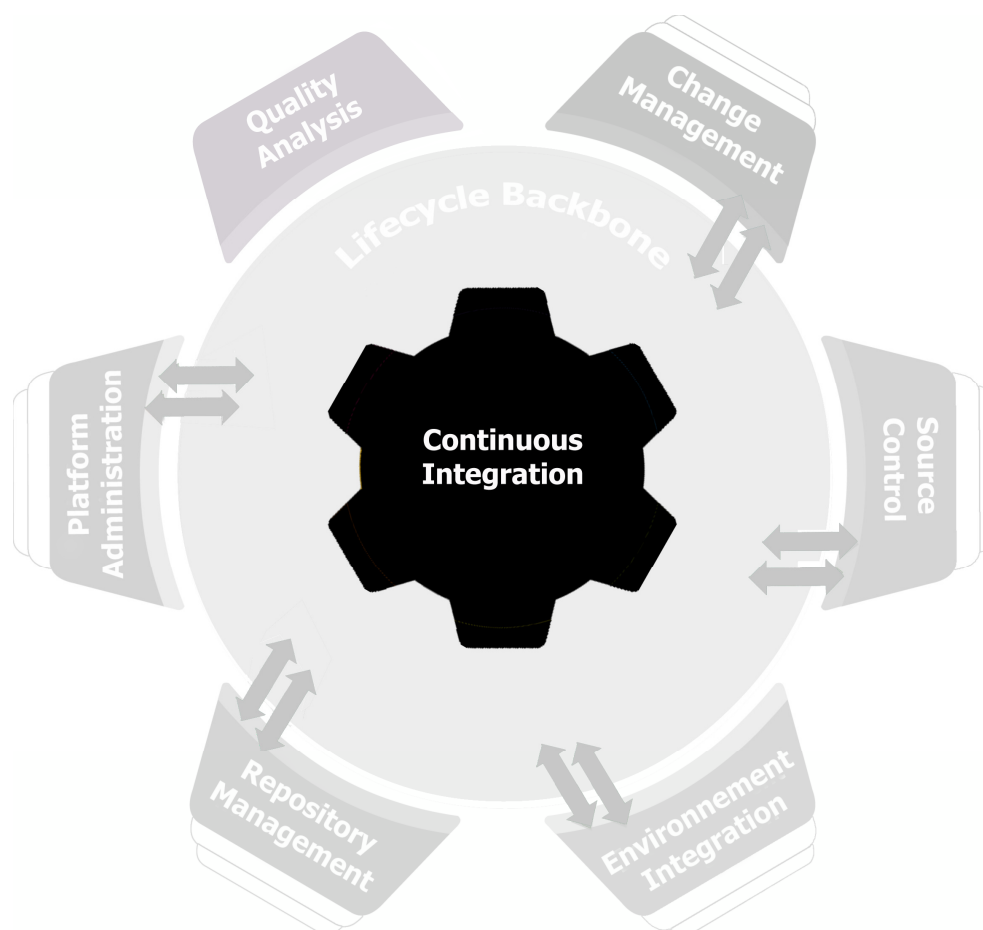 Quality
Analysis
Change
Management
Lifecycle Backbone
Platform
Administration
Continuous
Integration
Source
Control
Repository
Management
Environnement
Integration